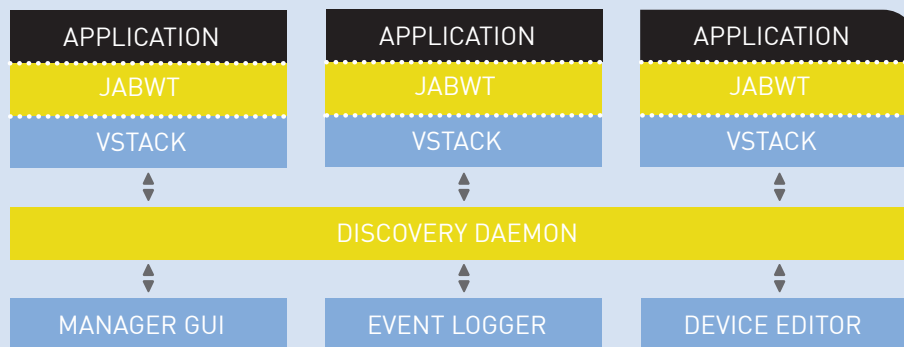 APPLICATION APPLICATION APPLICATION
JABWT JABWT JABWT
VSTACK VSTACK VSTACK
DISCOVERY DAEMON
MANAGER GUI EVENT LOGGER DEVICE EDITOR